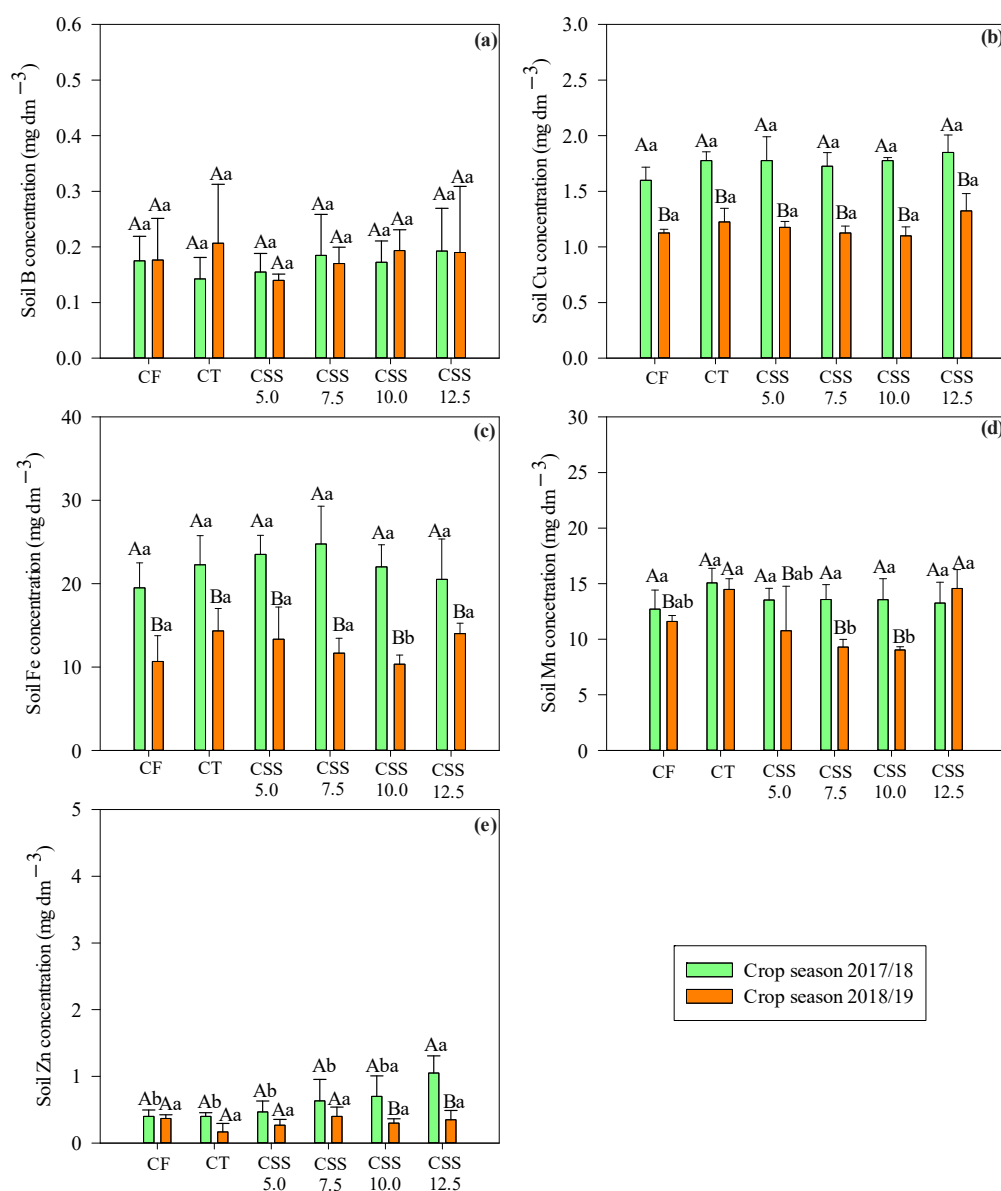 (a)
Soil B concentration (mg dm⁻³)
0.6
0.5
0.4
0.3
0.2
0.1
0.0
Aa Aa Aa Aa Aa Aa Aa Aa Aa Aa Aa Aa
CF CT CSS CSS CSS CSS
5.0 7.5 10.0 12.5
(b)
Soil Cu concentration (mg dm⁻³)
3.0
2.5
2.0
1.5
1.0
0.5
0.0
Aa Ba Aa Ba Aa Ba Aa Ba Aa Ba Aa Ba
CF CT CSS CSS CSS CSS
5.0 7.5 10.0 12.5
(c)
Soil Fe concentration (mg dm⁻³)
40
30
20
10
0
Aa Ba Aa Ba Aa Ba Aa Ba Aa Bb Aa Ba
CF CT CSS CSS CSS CSS
5.0 7.5 10.0 12.5
(d)
Soil Mn concetration (mg dm⁻³)
30
25
20
15
10
5
0
Aa Bab Aa Aa Aa Bab Aa Bb Aa Bb Aa Aa
CF CT CSS CSS CSS CSS
5.0 7.5 10.0 12.5
(e)
Soil Zn concentration (mg dm⁻³)
5
4
3
2
1
0
Ab Aa Ab Aa Ab Aa Ab Aa Aba Ba Aa Ba
CF CT CSS CSS CSS CSS
5.0 7.5 10.0 12.5
Crop season 2017/18
Crop season 2018/19